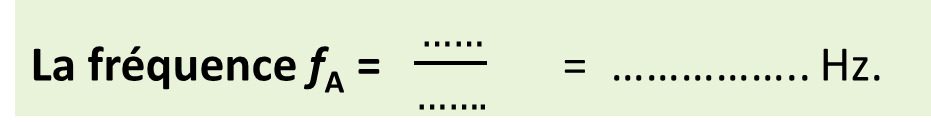 La fréquence fA = ...... / ....... = ................. Hz.